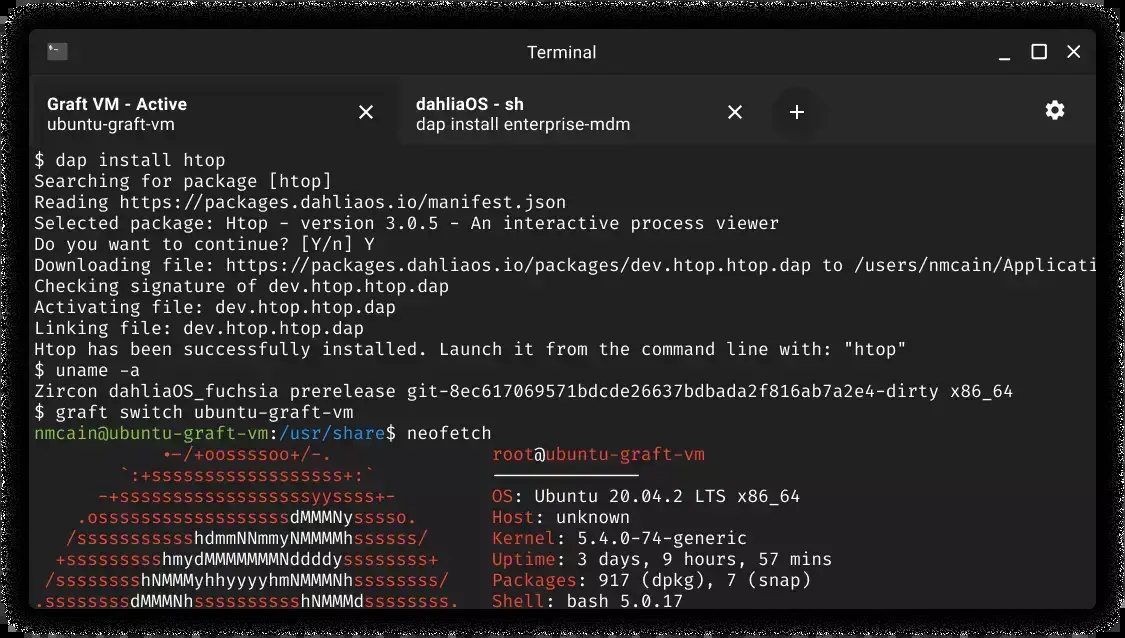 Terminal
Graft VM - Active
ubuntu-graft-vm
dahliaOS - sh
dap install enterprise-mdm
$ dap install htop
Searching for package [htop]
Reading https://packages.dahliaos.io/manifest.json
Selected package: Htop - version 3.0.5 - An interactive process viewer
Do you want to continue? [Y/n] Y
Downloading file: https://packages.dahliaos.io/packages/dev.htop.htop.dap to /users/nmcain/Applicati
Checking signature of dev.htop.htop.dap
Activating file: dev.htop.htop.dap
Linking file: dev.htop.htop.dap
Htop has been successfully installed. Launch it from the command line with: "htop"
$ uname -a
Zircon dahliaOS_fuchsia prerelease git-8ec617069571bdcde26637bdbada2f816ab7a2e4-dirty x86_64
$ graft switch ubuntu-graft-vm
nmcain@ubuntu-graft-vm:/usr/share$ neofetch
•—/+oossssoo+/-. root@ubuntu-graft-vm
`:+ssssssssssssssssss+:`
-+ssssssssssssssssssyyssss+- OS: Ubuntu 20.04.2 LTS x86_64
.ossssssssssssssssssdMMMNysssso. Host: unknown
/ssssssssssshdmmNNmmyNMMMMhssssss/ Kernel: 5.4.0-74-generic
+ssssssssshmydMMMMMMMNddddyssssssss+ Uptime: 3 days, 9 hours, 57 mins
/sssssssshNMMMyhhyyyyhmNMMMNhssssssss/ Packages: 917 (dpkg), 7 (snap)
.ssssssssdMMMNhsssssssssshNMMMdssssssss. Shell: bash 5.0.17